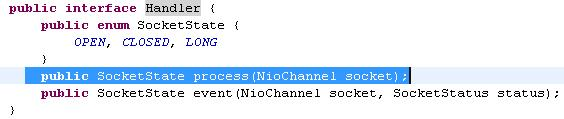 public interface Handler {
public enum SocketState {
OPEN, CLOSED, LONG
}
public SocketState process(NioChannel socket);
public SocketState event(NioChannel socket, SocketStatus status);
}